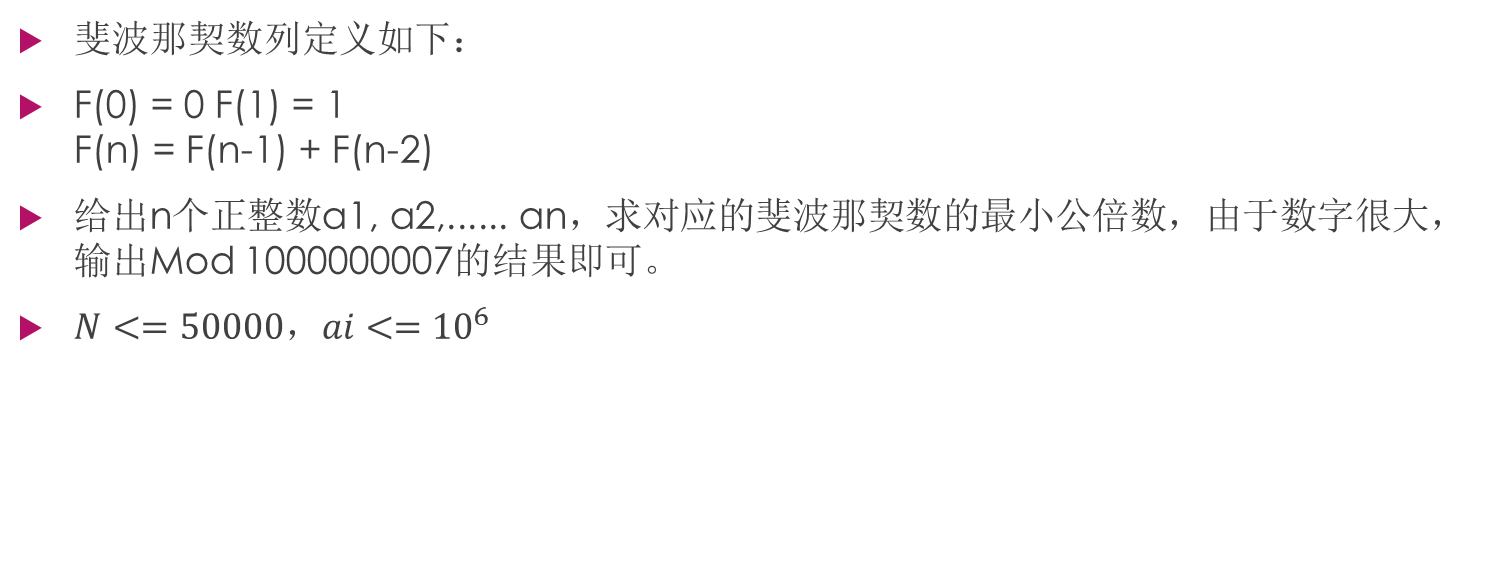 斐波那契数列定义如下：
F(0) = 0 F(1) = 1
F(n) = F(n-1) + F(n-2)
给出n个正整数a1, a2,...... an，求对应的斐波那契数的最小公倍数，由于数字很大，
输出Mod 1000000007的结果即可。
N <= 50000，ai <= 10⁶